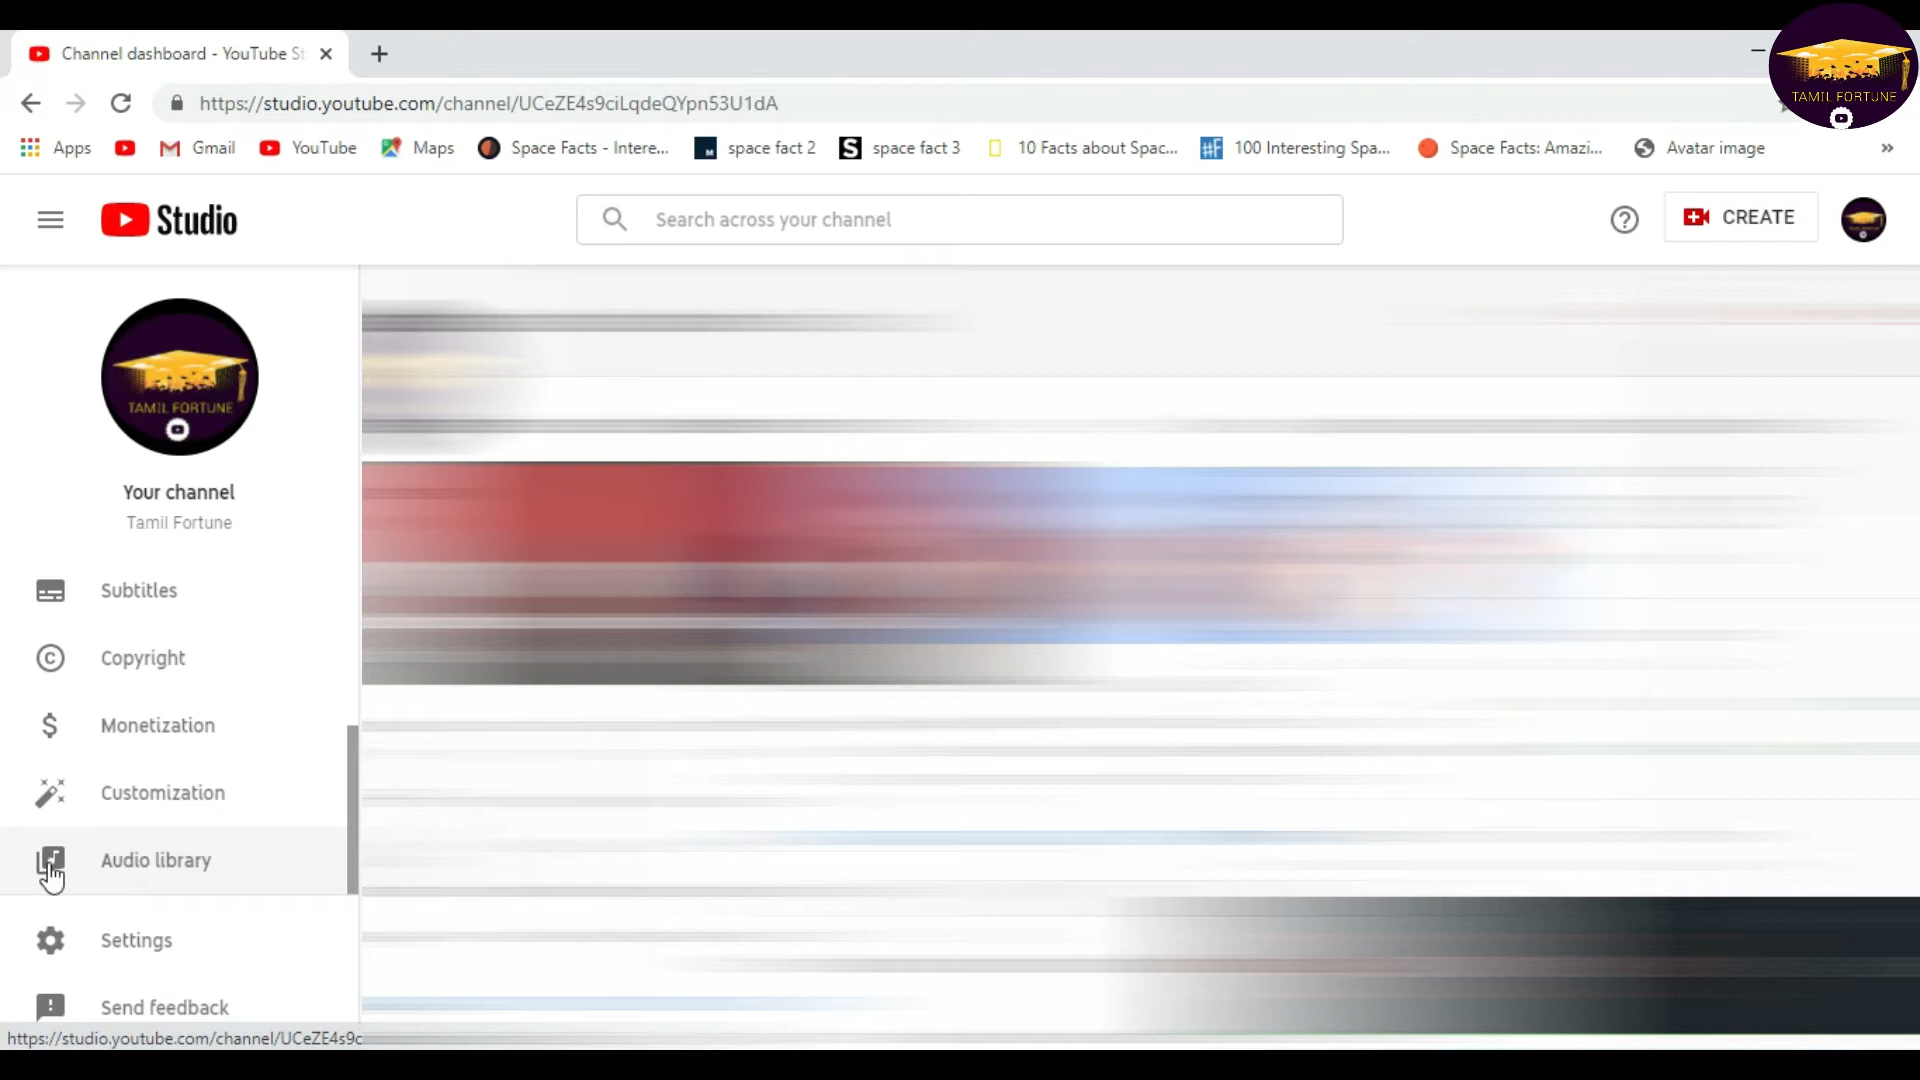 Channel dashboard - YouTube St
TAMIL FORTUNE
https://studio.youtube.com/channel/UCeZE4s9ciLqdeQYpn53U1dA
Apps
Gmail
YouTube
Maps
Space Facts - Intere...
space fact 2
space fact 3
10 Facts about Spac...
100 Interesting Spa...
Space Facts: Amazi...
Avatar image
»
Studio
Search across your channel
CREATE
TAMIL FORTUNE
Your channel
Tamil Fortune
Subtitles
Copyright
Monetization
Customization
Audio library
Settings
Send feedback
https://studio.youtube.com/channel/UCeZE4s9c